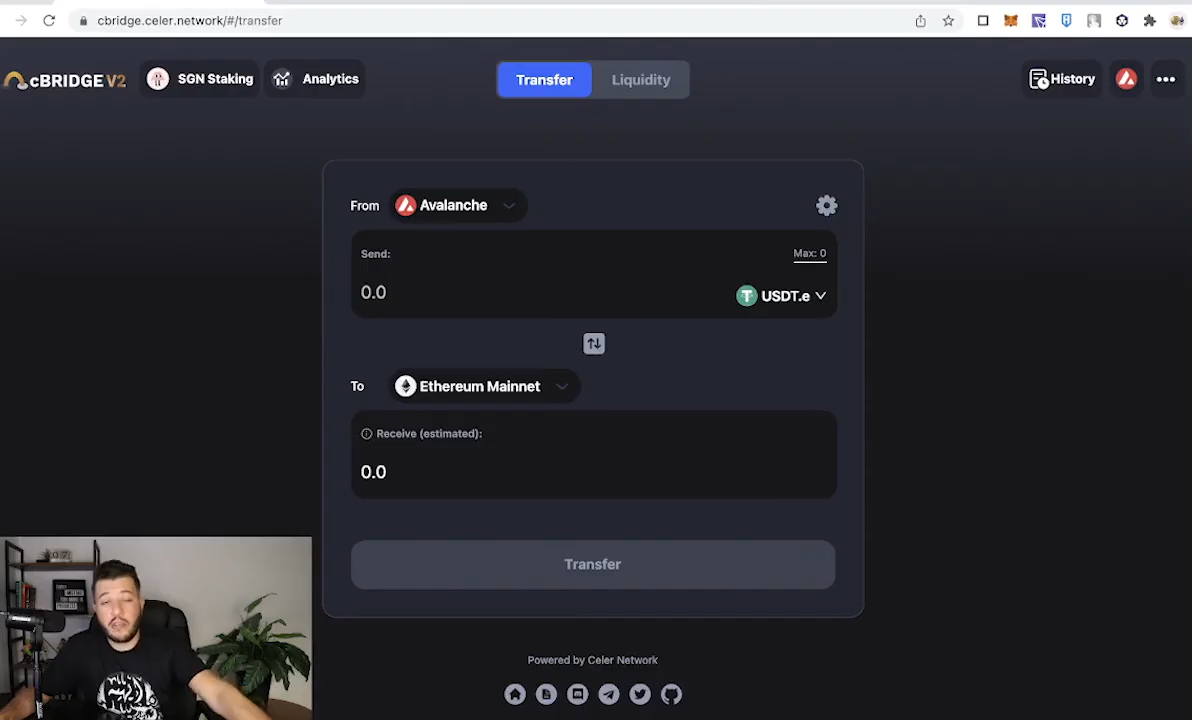 cbridge.celer.network/#/transfer
cBRIDGE V2
SGN Staking
Analytics
Transfer
Liquidity
History
From
Avalanche
Send:
Max: 0
0.0
USDT.e
To
Ethereum Mainnet
Receive (estimated):
0.0
Transfer
Powered by Celer Network